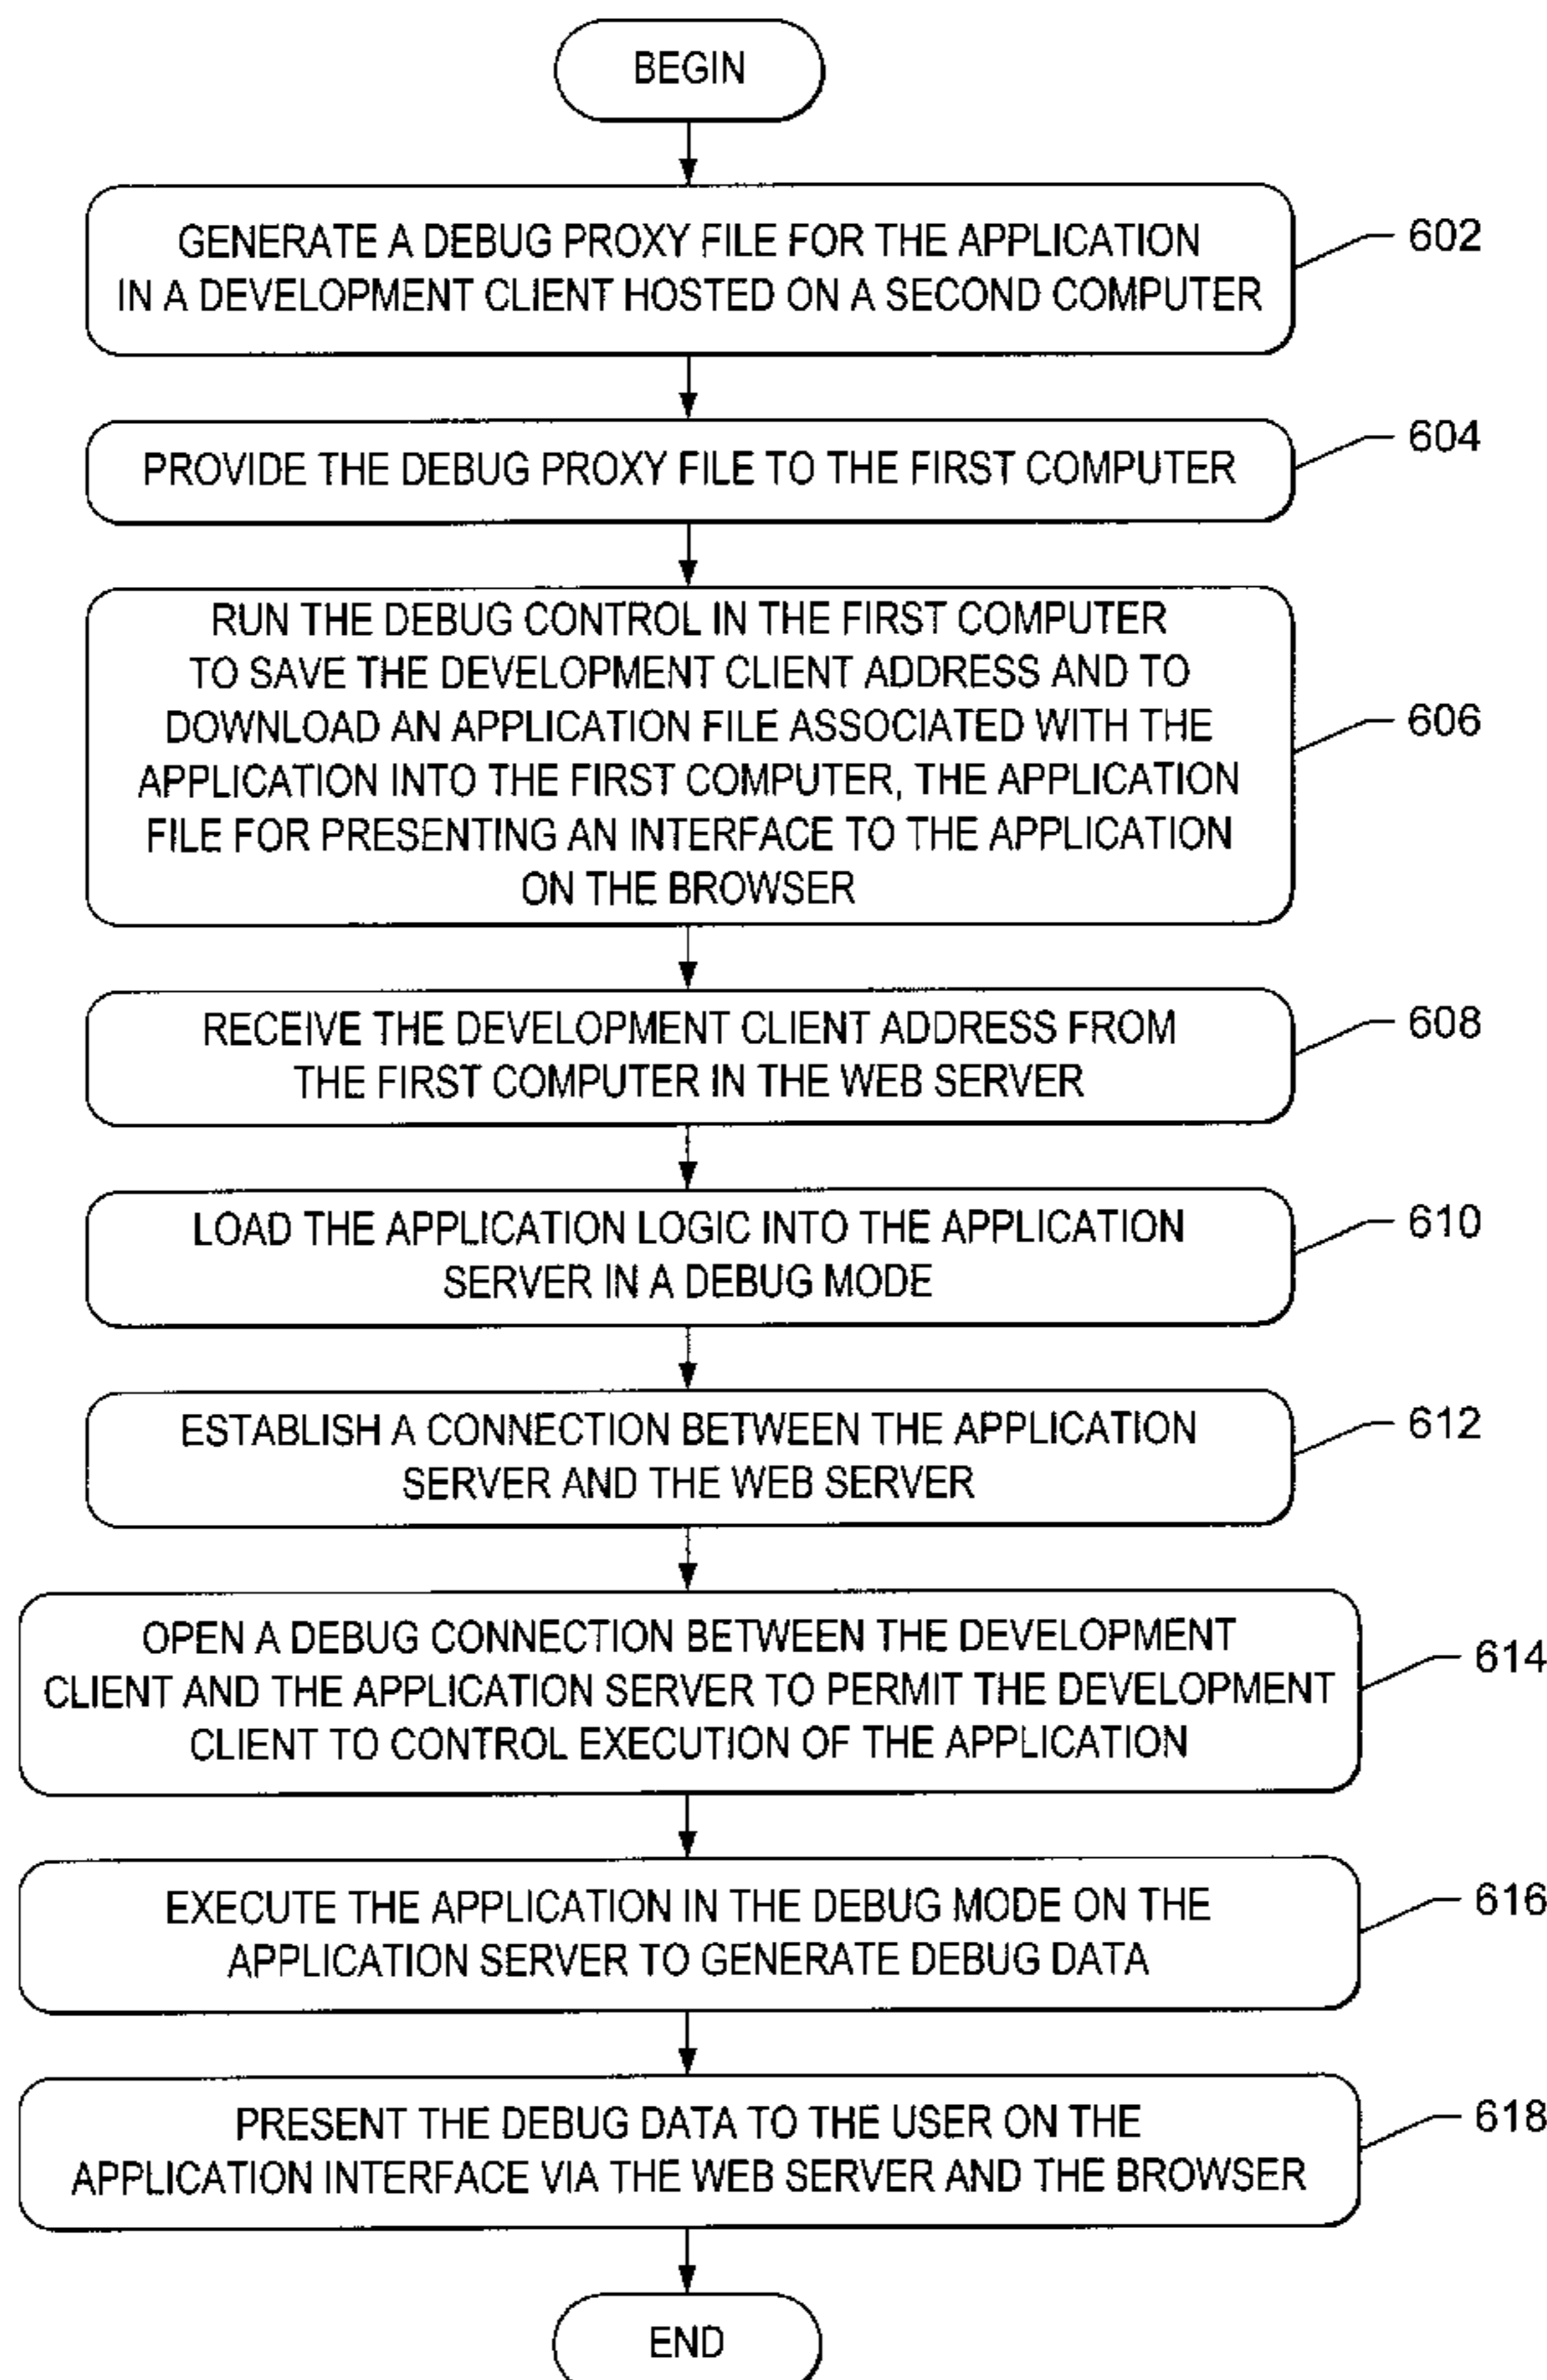 BEGIN
GENERATE A DEBUG PROXY FILE FOR THE APPLICATION
IN A DEVELOPMENT CLIENT HOSTED ON A SECOND COMPUTER
602
PROVIDE THE DEBUG PROXY FILE TO THE FIRST COMPUTER
604
RUN THE DEBUG CONTROL IN THE FIRST COMPUTER
TO SAVE THE DEVELOPMENT CLIENT ADDRESS AND TO
DOWNLOAD AN APPLICATION FILE ASSOCIATED WITH THE
APPLICATION INTO THE FIRST COMPUTER, THE APPLICATION
FILE FOR PRESENTING AN INTERFACE TO THE APPLICATION
ON THE BROWSER
606
RECEIVE THE DEVELOPMENT CLIENT ADDRESS FROM
THE FIRST COMPUTER IN THE WEB SERVER
608
LOAD THE APPLICATION LOGIC INTO THE APPLICATION
SERVER IN A DEBUG MODE
610
ESTABLISH A CONNECTION BETWEEN THE APPLICATION
SERVER AND THE WEB SERVER
612
OPEN A DEBUG CONNECTION BETWEEN THE DEVELOPMENT
CLIENT AND THE APPLICATION SERVER TO PERMIT THE DEVELOPMENT
CLIENT TO CONTROL EXECUTION OF THE APPLICATION
614
EXECUTE THE APPLICATION IN THE DEBUG MODE ON THE
APPLICATION SERVER TO GENERATE DEBUG DATA
616
PRESENT THE DEBUG DATA TO THE USER ON THE
APPLICATION INTERFACE VIA THE WEB SERVER AND THE BROWSER
618
END